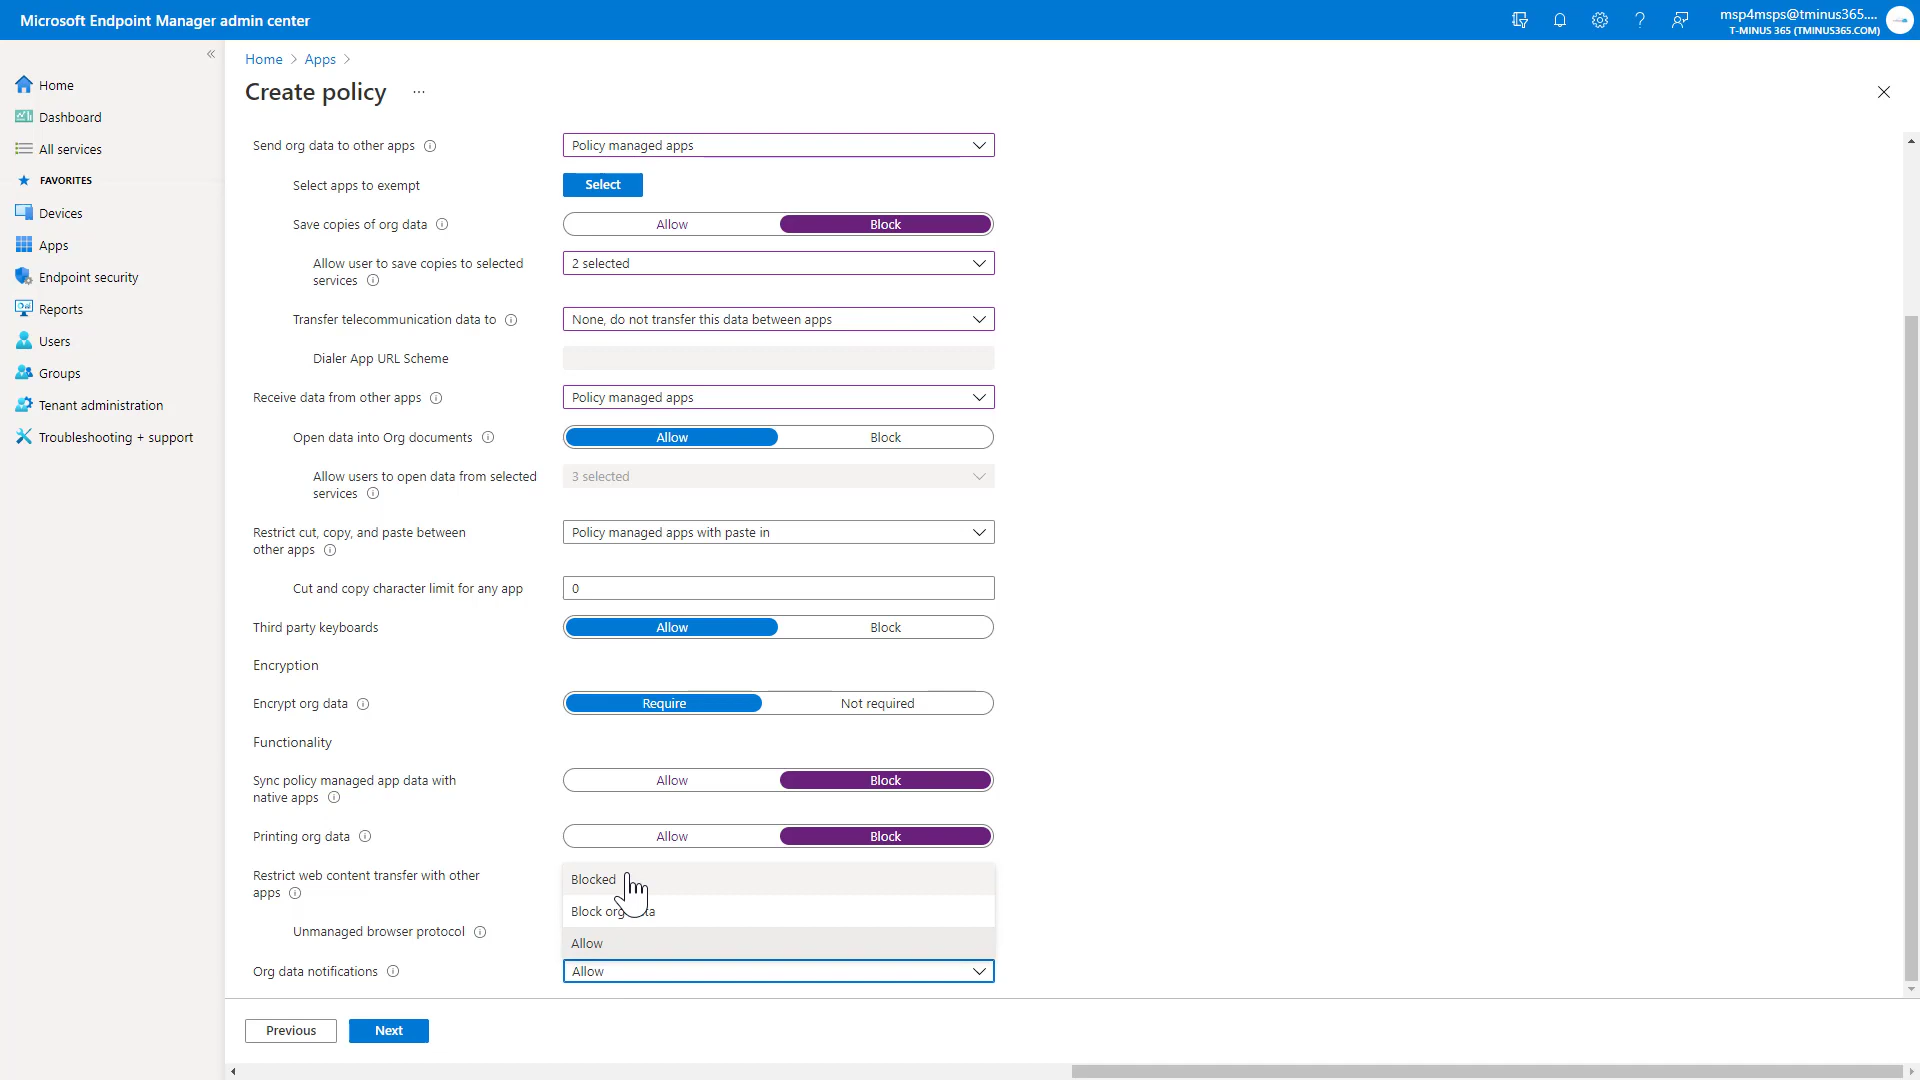 Microsoft Endpoint Manager admin center
msp4msps@tminus365....
T-MINUS 365 (TMINUS365.COM)
Home
Dashboard
All services
FAVORITES
Devices
Apps
Endpoint security
Reports
Users
Groups
Tenant administration
Troubleshooting + support
Home > Apps >
Create policy ...
Send org data to other apps
Policy managed apps
Select apps to exempt
Select
Save copies of org data
Allow Block
Allow user to save copies to selected
services
2 selected
Transfer telecommunication data to
None, do not transfer this data between apps
Dialer App URL Scheme
Receive data from other apps
Policy managed apps
Open data into Org documents
Allow Block
Allow users to open data from selected
services
3 selected
Restrict cut, copy, and paste between
other apps
Policy managed apps with paste in
Cut and copy character limit for any app
0
Third party keyboards
Allow Block
Encryption
Encrypt org data
Require Not required
Functionality
Sync policy managed app data with
native apps
Allow Block
Printing org data
Allow Block
Restrict web content transfer with other
apps
Unmanaged browser protocol
Blocked
Block org
Allow
Org data notifications
Allow
Previous
Next